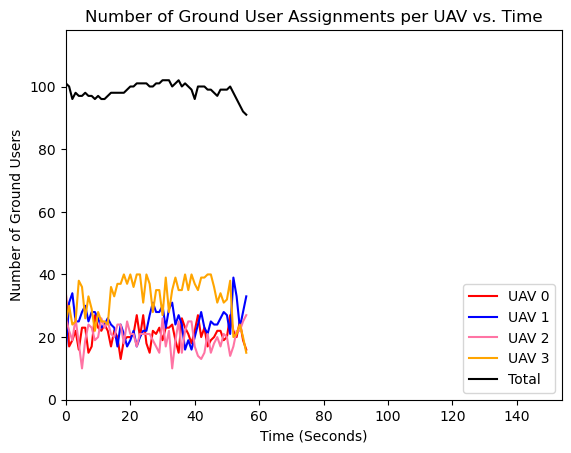 Number of Ground User Assignments per UAV vs. Time
Number of Ground Users
100
80
60
40
20
0
0 20 40 60 80 100 120 140
Time (Seconds)
UAV 0
UAV 1
UAV 2
UAV 3
Total